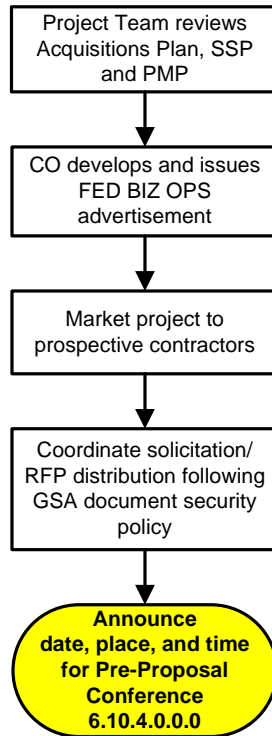 Project Team reviews
Acquisitions Plan, SSP
and PMP
CO develops and issues
FED BIZ OPS
advertisement
Market project to
prospective contractors
Coordinate solicitation/
RFP distribution following
GSA document security
policy
Announce
date, place, and time
for Pre-Proposal
Conference
6.10.4.0.0.0